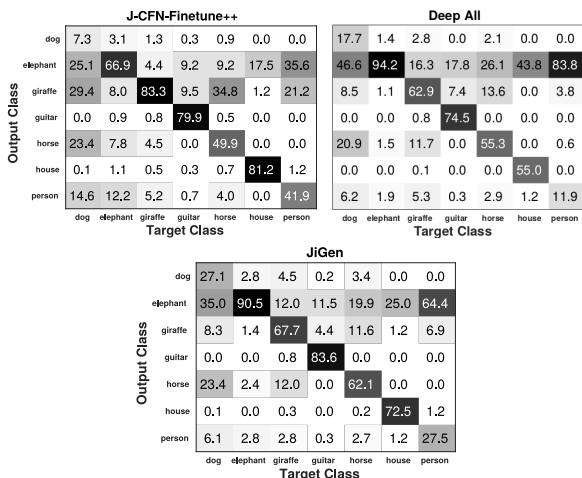 J-CFN-Finetune++
dog 7.3 3.1 1.3 0.3 0.9 0.0 0.0
elephant 25.1 66.9 4.4 9.2 9.2 17.5 35.6
giraffe 29.4 8.0 83.3 9.5 34.8 1.2 21.2
guitar 0.0 0.9 0.8 79.9 0.5 0.0 0.0
horse 23.4 7.8 4.5 0.0 49.9 0.0 0.0
house 0.1 1.1 0.5 0.3 0.7 81.2 1.2
person 14.6 12.2 5.2 0.7 4.0 0.0 41.9
dog elephant giraffe guitar horse house person
Target Class
Output Class
Deep All
17.7 1.4 2.8 0.0 2.1 0.0 0.0
46.6 94.2 16.3 17.8 26.1 43.8 83.8
8.5 1.1 62.9 7.4 13.6 0.0 3.8
0.0 0.0 0.8 74.5 0.0 0.0 0.0
20.9 1.5 11.7 0.0 55.3 0.0 0.6
0.0 0.0 0.1 0.0 0.0 55.0 0.0
6.2 1.9 5.3 0.3 2.9 1.2 11.9
dog elephant giraffe guitar horse house person
Target Class
JiGen
dog 27.1 2.8 4.5 0.2 3.4 0.0 0.0
elephant 35.0 90.5 12.0 11.5 19.9 25.0 64.4
giraffe 8.3 1.4 67.7 4.4 11.6 1.2 6.9
guitar 0.0 0.0 0.8 83.6 0.0 0.0 0.0
horse 23.4 2.4 12.0 0.0 62.1 0.0 0.0
house 0.1 0.0 0.3 0.0 0.2 72.5 1.2
person 6.1 2.8 2.8 0.3 2.7 1.2 27.5
dog elephant giraffe guitar horse house person
Target Class
Output Class